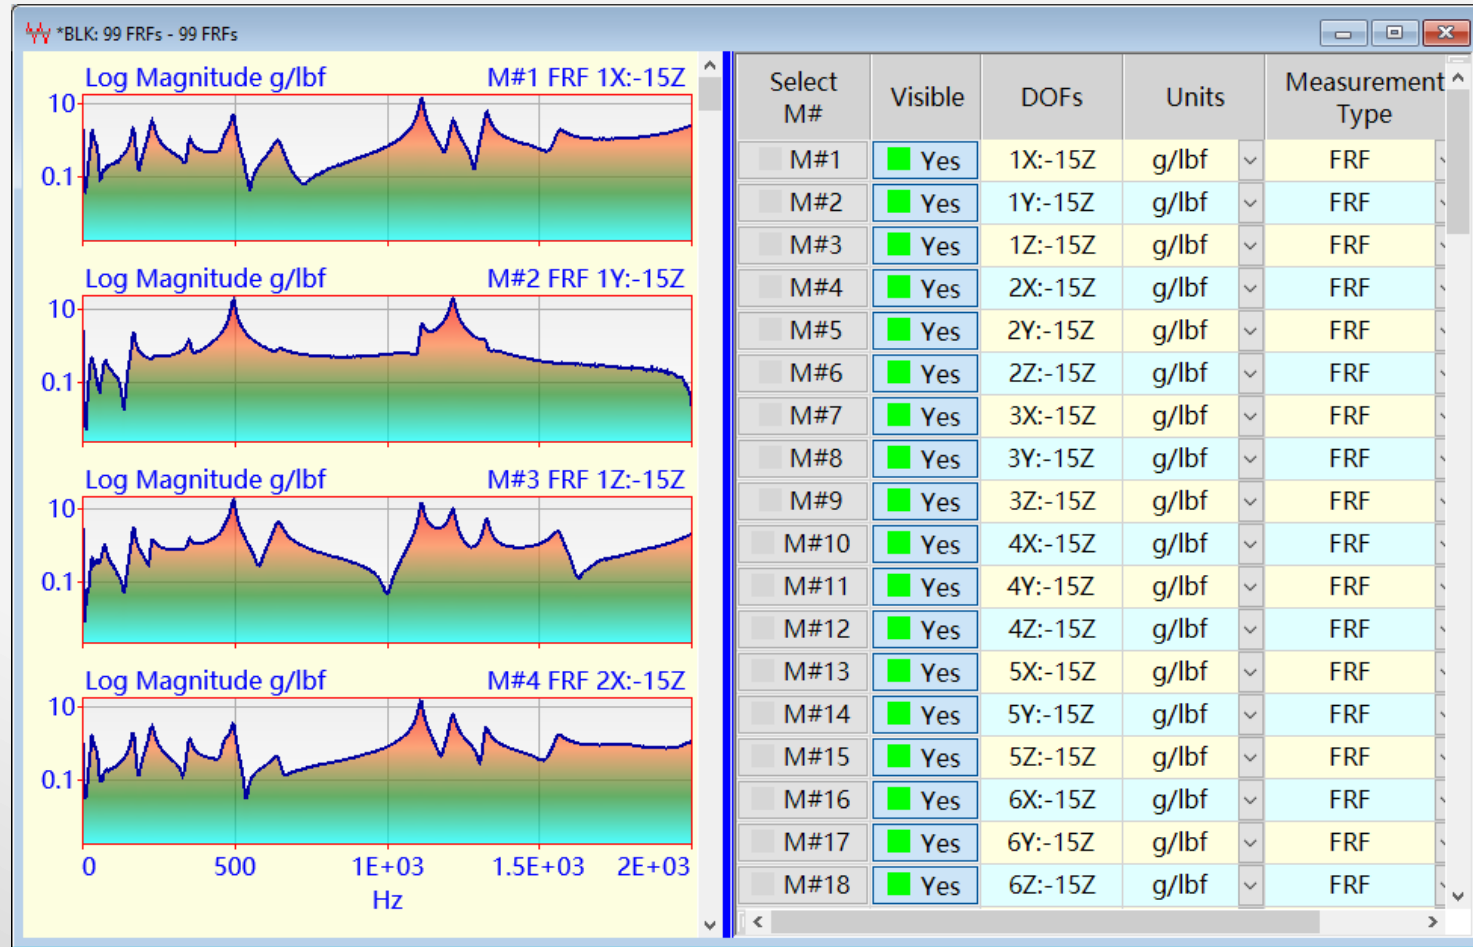 *BLK: 99 FRFs - 99 FRFs
Log Magnitude g/lbf M#1 FRF 1X:-15Z
10
0.1
Log Magnitude g/lbf M#2 FRF 1Y:-15Z
10
0.1
Log Magnitude g/lbf M#3 FRF 1Z:-15Z
10
0.1
Log Magnitude g/lbf M#4 FRF 2X:-15Z
10
0.1
0 500 1E+03 1.5E+03 2E+03
Hz
Select M# Visible DOFs Units Measurement Type
M#1 Yes 1X:-15Z g/lbf FRF
M#2 Yes 1Y:-15Z g/lbf FRF
M#3 Yes 1Z:-15Z g/lbf FRF
M#4 Yes 2X:-15Z g/lbf FRF
M#5 Yes 2Y:-15Z g/lbf FRF
M#6 Yes 2Z:-15Z g/lbf FRF
M#7 Yes 3X:-15Z g/lbf FRF
M#8 Yes 3Y:-15Z g/lbf FRF
M#9 Yes 3Z:-15Z g/lbf FRF
M#10 Yes 4X:-15Z g/lbf FRF
M#11 Yes 4Y:-15Z g/lbf FRF
M#12 Yes 4Z:-15Z g/lbf FRF
M#13 Yes 5X:-15Z g/lbf FRF
M#14 Yes 5Y:-15Z g/lbf FRF
M#15 Yes 5Z:-15Z g/lbf FRF
M#16 Yes 6X:-15Z g/lbf FRF
M#17 Yes 6Y:-15Z g/lbf FRF
M#18 Yes 6Z:-15Z g/lbf FRF